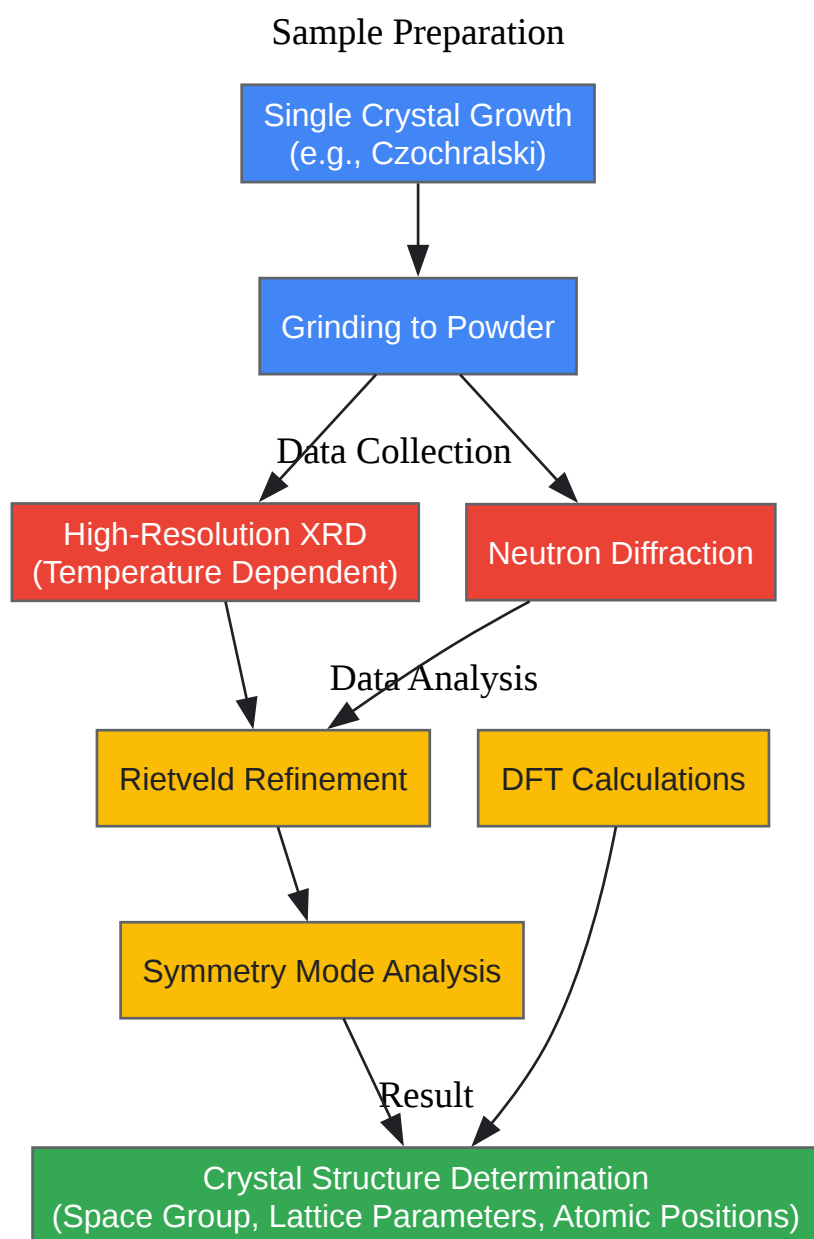 Sample Preparation
Single Crystal Growth
(e.g., Czochralski)
Grinding to Powder
Data Collection
High-Resolution XRD
(Temperature Dependent)
Neutron Diffraction
Data Analysis
Rietveld Refinement
DFT Calculations
Symmetry Mode Analysis
Result
Crystal Structure Determination
(Space Group, Lattice Parameters, Atomic Positions)